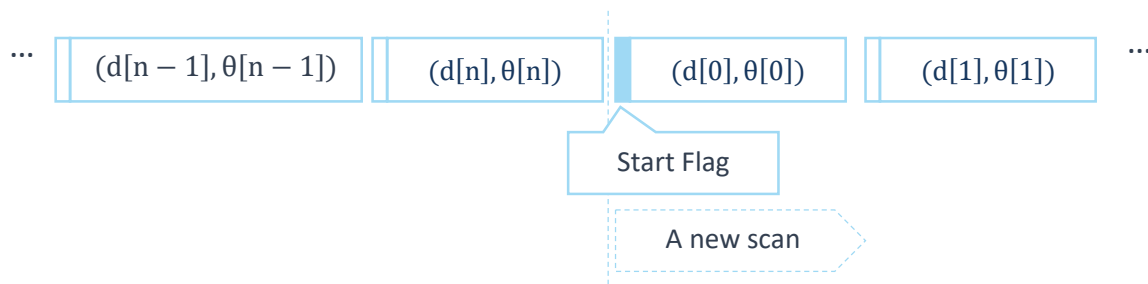 ... (d[n − 1], θ[n − 1]) (d[n], θ[n]) (d[0], θ[0]) (d[1], θ[1]) ...
Start Flag
A new scan